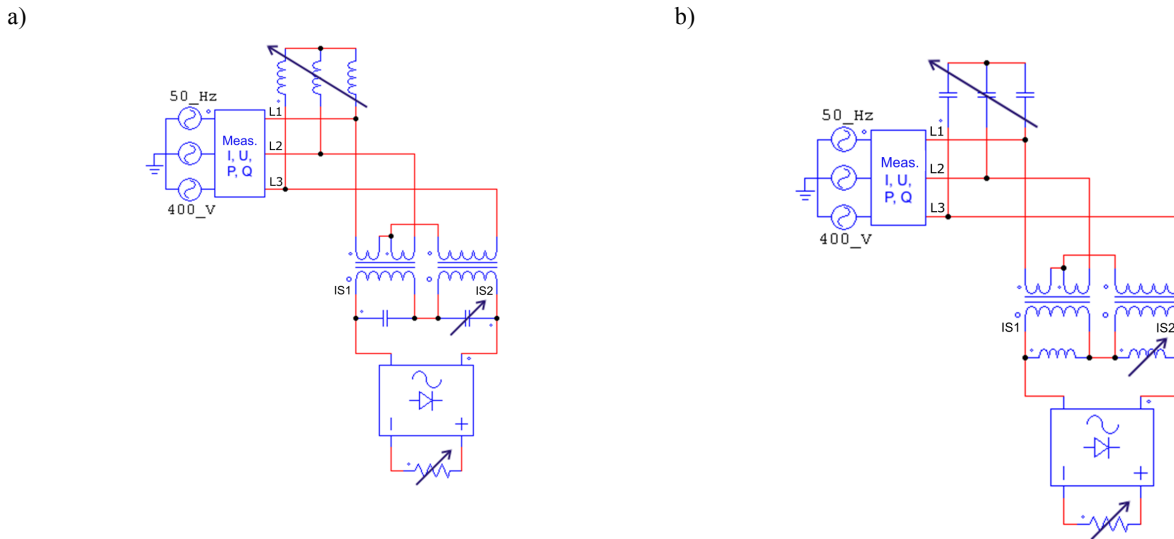 a)
50_Hz
L1
Meas.
I, U,
P, Q
L2
L3
400_V
IS1
IS2
b)
50_Hz
L1
Meas.
I, U,
P, Q
L2
L3
400_V
IS1
IS2